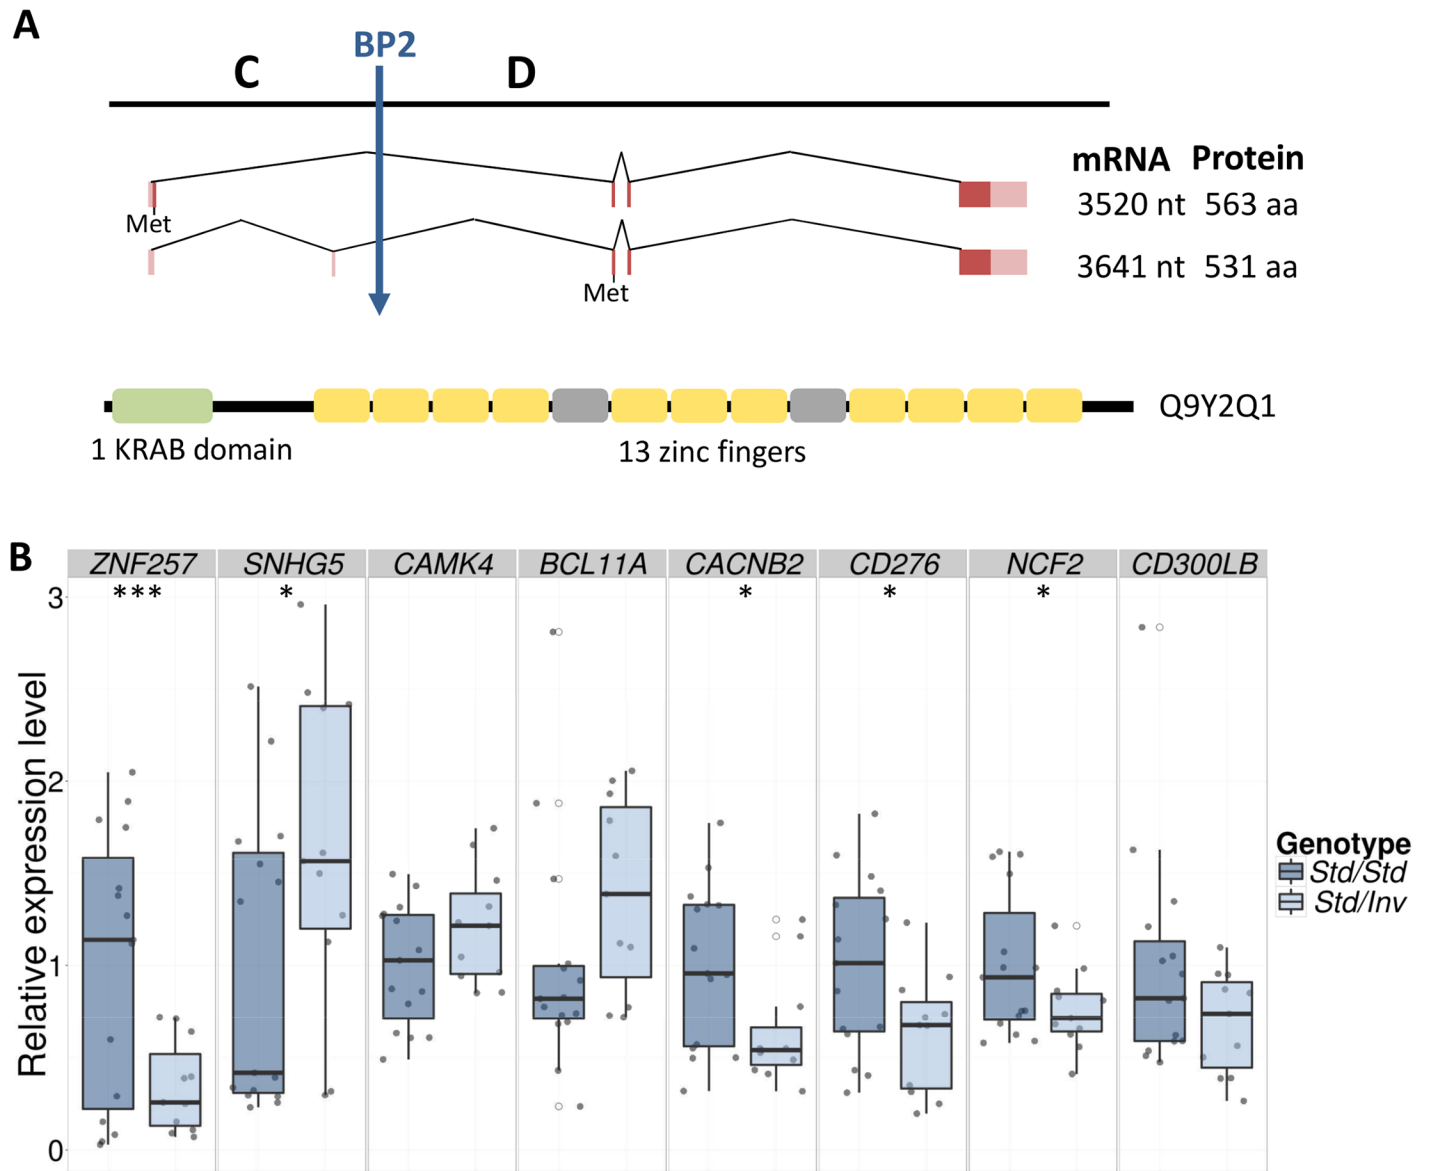 A
BP2
C D
mRNA Protein
3520 nt 563 aa
Met
3641 nt 531 aa
Met
Q9Y2Q1
1 KRAB domain 13 zinc fingers
B
ZNF257 SNHG5 CAMK4 BCL11A CACNB2 CD276 NCF2 CD300LB
*** * * * *
Relative expression level
3
2
1
0
Genotype
Std/Std
Std/Inv